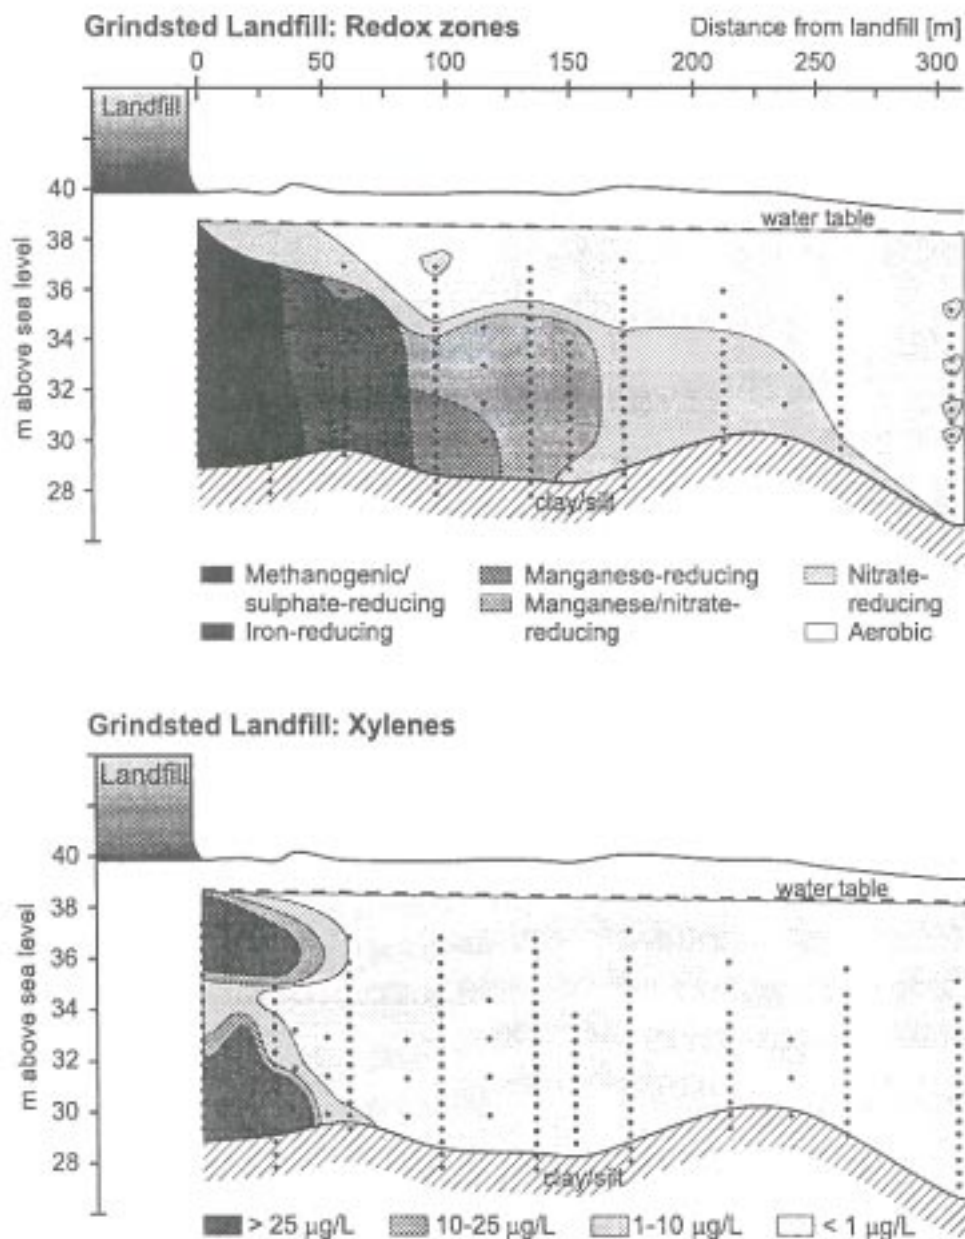 Grindsted Landfill: Redox zones
Distance from landfill [m]
0 50 100 150 200 250 300
Landfill
40
38
36
34
32
30
28
m above sea level
water table
clay/silt
Methanogenic/
sulphate-reducing
Iron-reducing
Manganese-reducing
Manganese/nitrate-
reducing
Nitrate-
reducing
Aerobic
Grindsted Landfill: Xylenes
Landfill
40
38
36
34
32
30
28
m above sea level
water table
clay/silt
> 25 µg/L 10-25 µg/L 1-10 µg/L < 1 µg/L